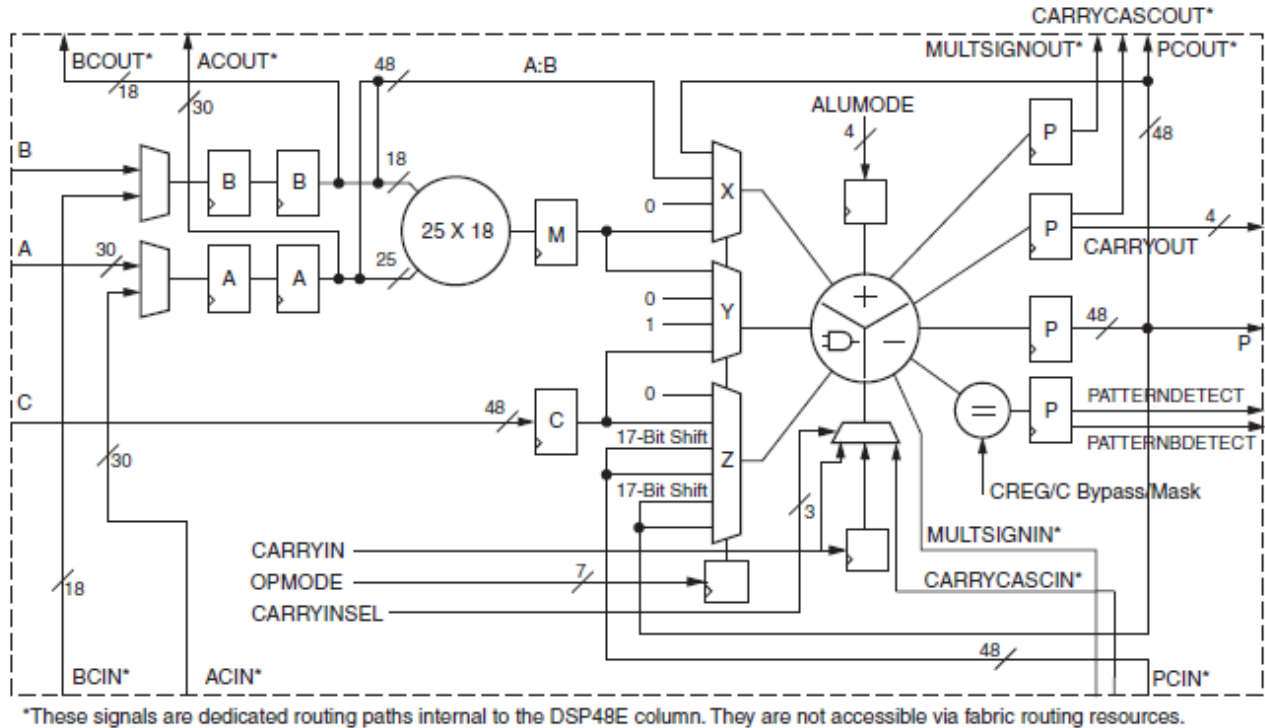 CARRYCASCOUT*
BCOUT*
ACOUT*
MULTSIGNOUT*
PCOUT*
48
A:B
18
30
ALUMODE
4
P
48
B
B
B
18
X
0
25 X 18
M
P
4
CARRYOUT
A
30
A
A
25
0
Y
1
P
48
P
C
48
C
0
17-Bit Shift
Z
17-Bit Shift
P
PATTERNDETECT
PATTERNBDETECT
30
3
CREG/C Bypass/Mask
CARRYIN
MULTSIGNIN*
OPMODE
7
CARRYCASCIN*
18
CARRYINSEL
48
BCIN*
ACIN*
PCIN*
*These signals are dedicated routing paths internal to the DSP48E column. They are not accessible via fabric routing resources.